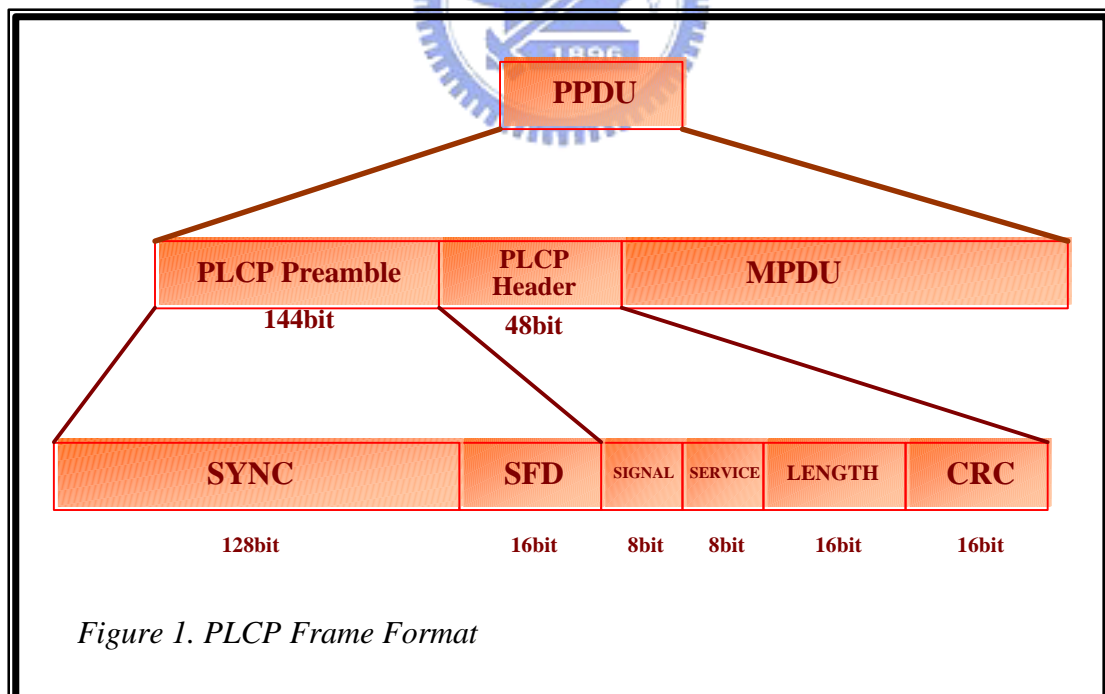 1896
PPDU
PLCP Preamble
PLCP
Header
MPDU
144bit
48bit
SYNC
SFD
SIGNAL
SERVICE
LENGTH
CRC
128bit
16bit
8bit
8bit
16bit
16bit
Figure 1. PLCP Frame Format